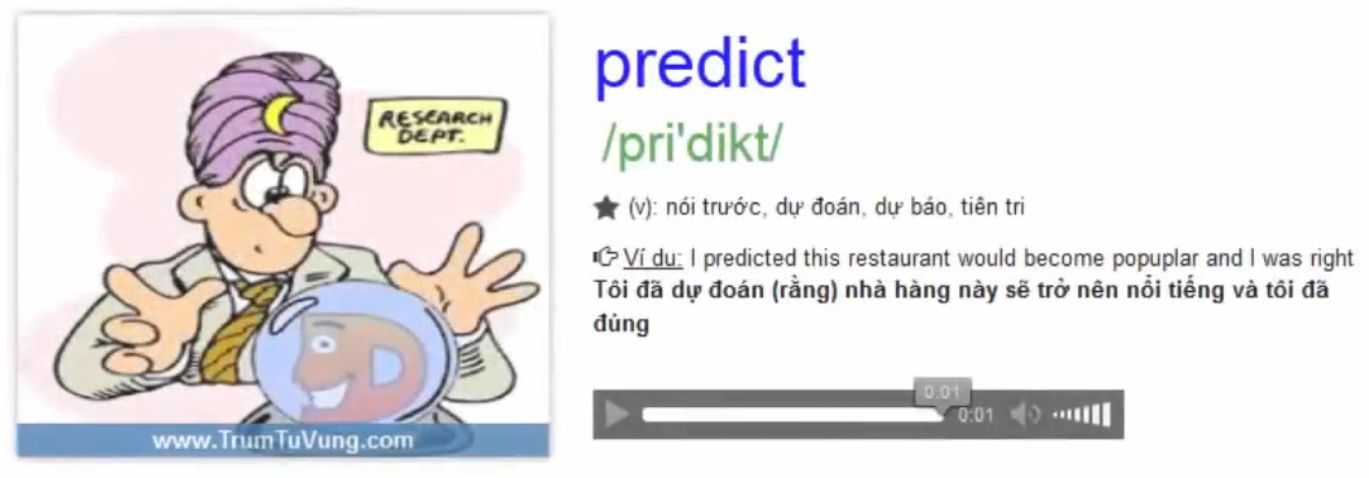 RESEARCH
DEPT.
www.TrumTuVung.com
predict
/pri'dikt/
(v): nói trước, dự đoán, dự báo, tiên tri
Ví dụ: I predicted this restaurant would become popuplar and I was right
Tôi đã dự đoán (rằng) nhà hàng này sẽ trở nên nổi tiếng và tôi đã
đúng
0:01
0:01